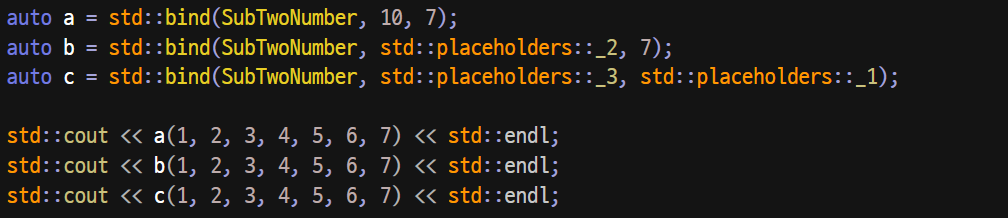 auto a = std::bind(SubTwoNumber, 10, 7);
auto b = std::bind(SubTwoNumber, std::placeholders::_2, 7);
auto c = std::bind(SubTwoNumber, std::placeholders::_3, std::placeholders::_1);
std::cout << a(1, 2, 3, 4, 5, 6, 7) << std::endl;
std::cout << b(1, 2, 3, 4, 5, 6, 7) << std::endl;
std::cout << c(1, 2, 3, 4, 5, 6, 7) << std::endl;